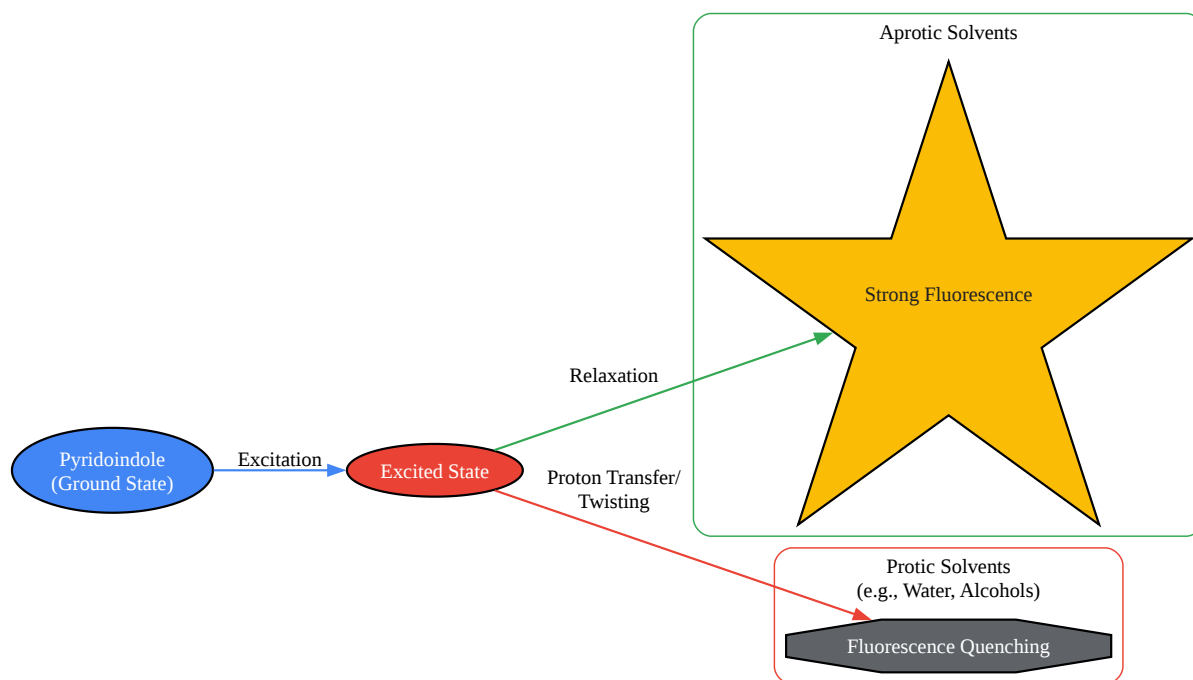 Aprotic Solvents
Strong Fluorescence
Relaxation
Pyridoindole
(Ground State)
Excitation
Excited State
Proton Transfer/
Twisting
Protic Solvents
(e.g., Water, Alcohols)
Fluorescence Quenching